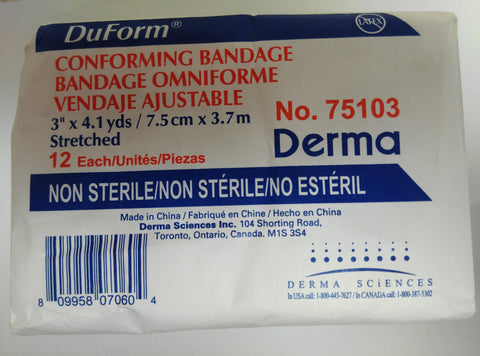 DuForm®
LATEX
CONFORMING BANDAGE
BANDAGE OMNIFORME
VENDAJE AJUSTABLE
3" x 4.1 yds / 7.5 cm x 3.7 m
Stretched
12 Each/Unités/Piezas
No. 75103
Derma
NON STERILE/NON STÉRILE/NO ESTÉRIL
Made in China / Fabriqué en Chine / Hecho en China
Derma Sciences Inc. 104 Shorting Road,
Toronto, Ontario, Canada. M1S 3S4
8 09958 07060 4
DERMA SCiENCES
In USA call: 1-800-445-7627 / In CANADA call: 1-800-387-5302